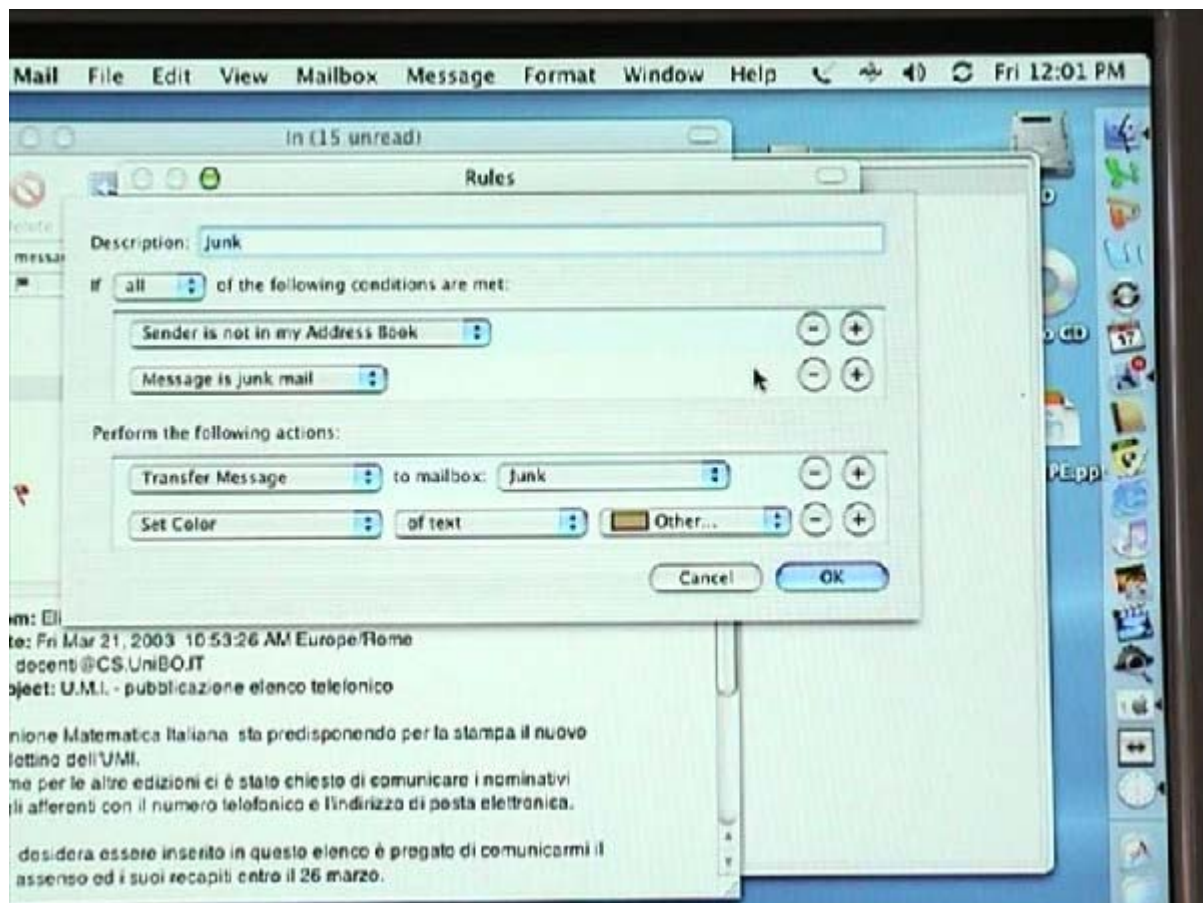 Mail File Edit View Mailbox Message Format Window Help Fri 12:01 PM
In (15 unread)
Rules
Description: Junk
If all of the following conditions are met:
Sender is not in my Address Book
Message is junk mail
Perform the following actions:
Transfer Message to mailbox: Junk
Set Color of text Other...
Cancel OK
17
PE.pp
om: Eli
te: Fri Mar 21, 2003 10:53:26 AM Europe/Rome
docenti@CS.UniBO.IT
bject: U.M.I. - pubblicazione elenco telefonico
nione Matematica Italiana sta predisponendo per la stampa il nuovo
lettino dell'UMI.
me per le altre edizioni ci è stato chiesto di comunicare i nominativi
gli afferenti con il numero telefonico e l'indirizzo di posta elettronica.
desidera essere inserito in questo elenco è pregato di comunicarmi il
assenso ed i suoi recapiti entro il 26 marzo.